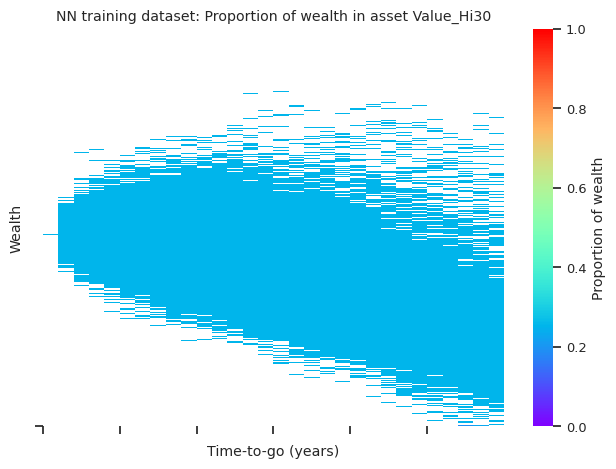 NN training dataset: Proportion of wealth in asset Value_Hi30
Wealth
Time-to-go (years)
1.0
0.8
0.6
0.4
0.2
0.0
Proportion of wealth